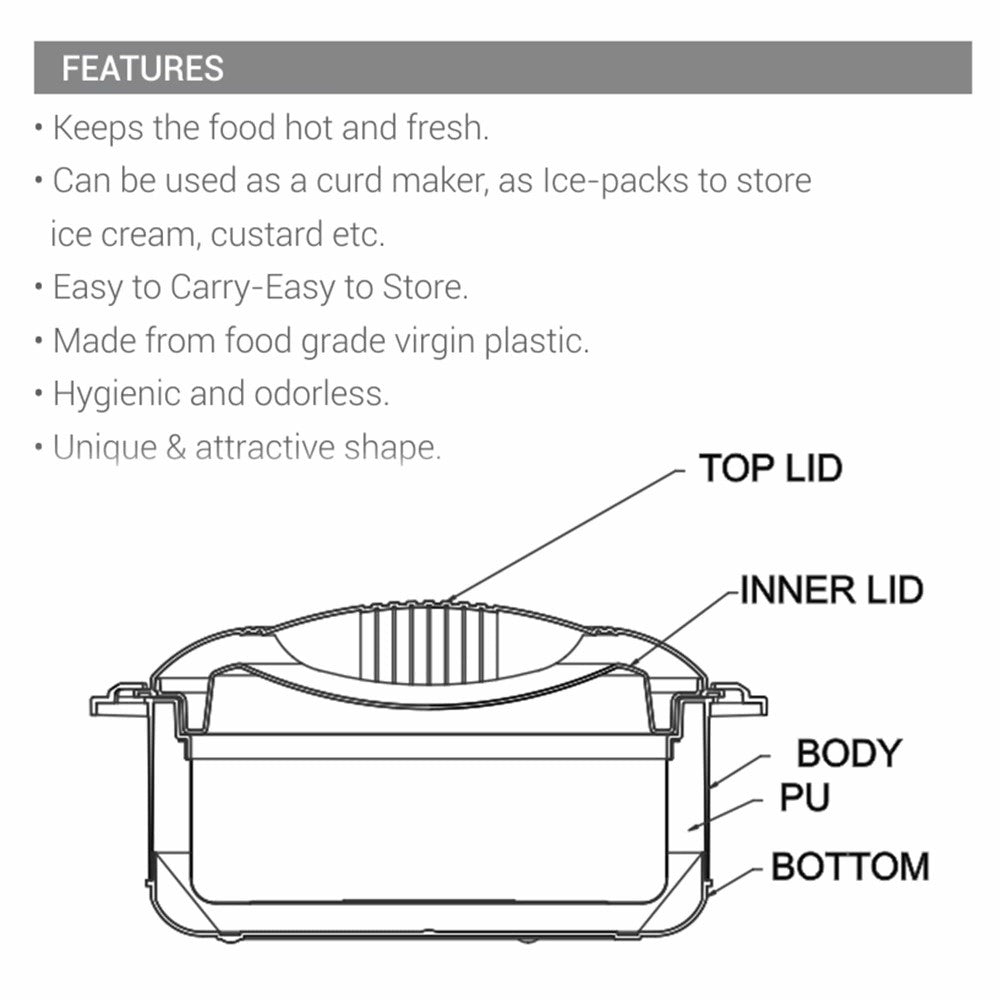 FEATURES
• Keeps the food hot and fresh.
• Can be used as a curd maker, as Ice-packs to store
ice cream, custard etc.
• Easy to Carry-Easy to Store.
• Made from food grade virgin plastic.
• Hygienic and odorless.
• Unique & attractive shape.
TOP LID
INNER LID
BODY
PU
BOTTOM